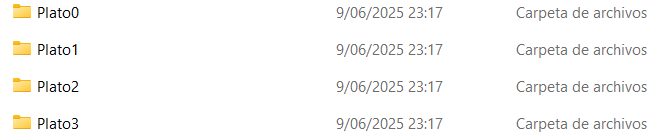 Plato0 9/06/2025 23:17 Carpeta de archivos
Plato1 9/06/2025 23:17 Carpeta de archivos
Plato2 9/06/2025 23:17 Carpeta de archivos
Plato3 9/06/2025 23:17 Carpeta de archivos